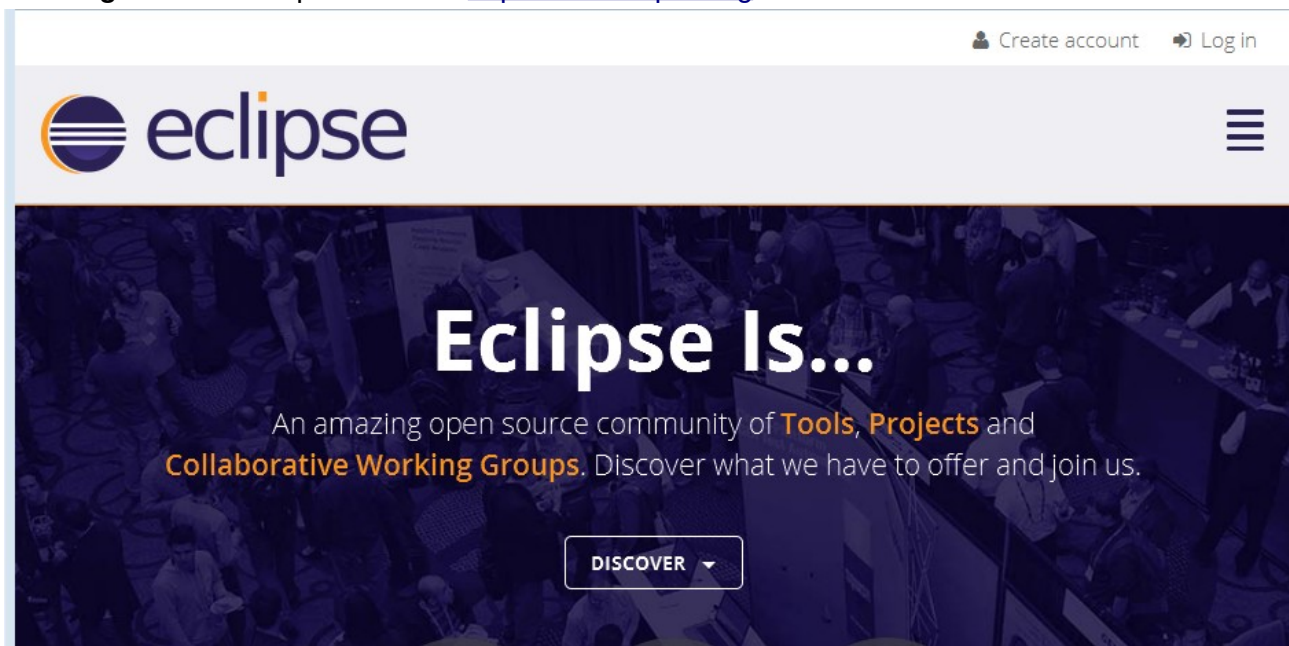 Create account Log in
eclipse
Eclipse Is...
An amazing open source community of Tools, Projects and
Collaborative Working Groups. Discover what we have to offer and join us.
DISCOVER